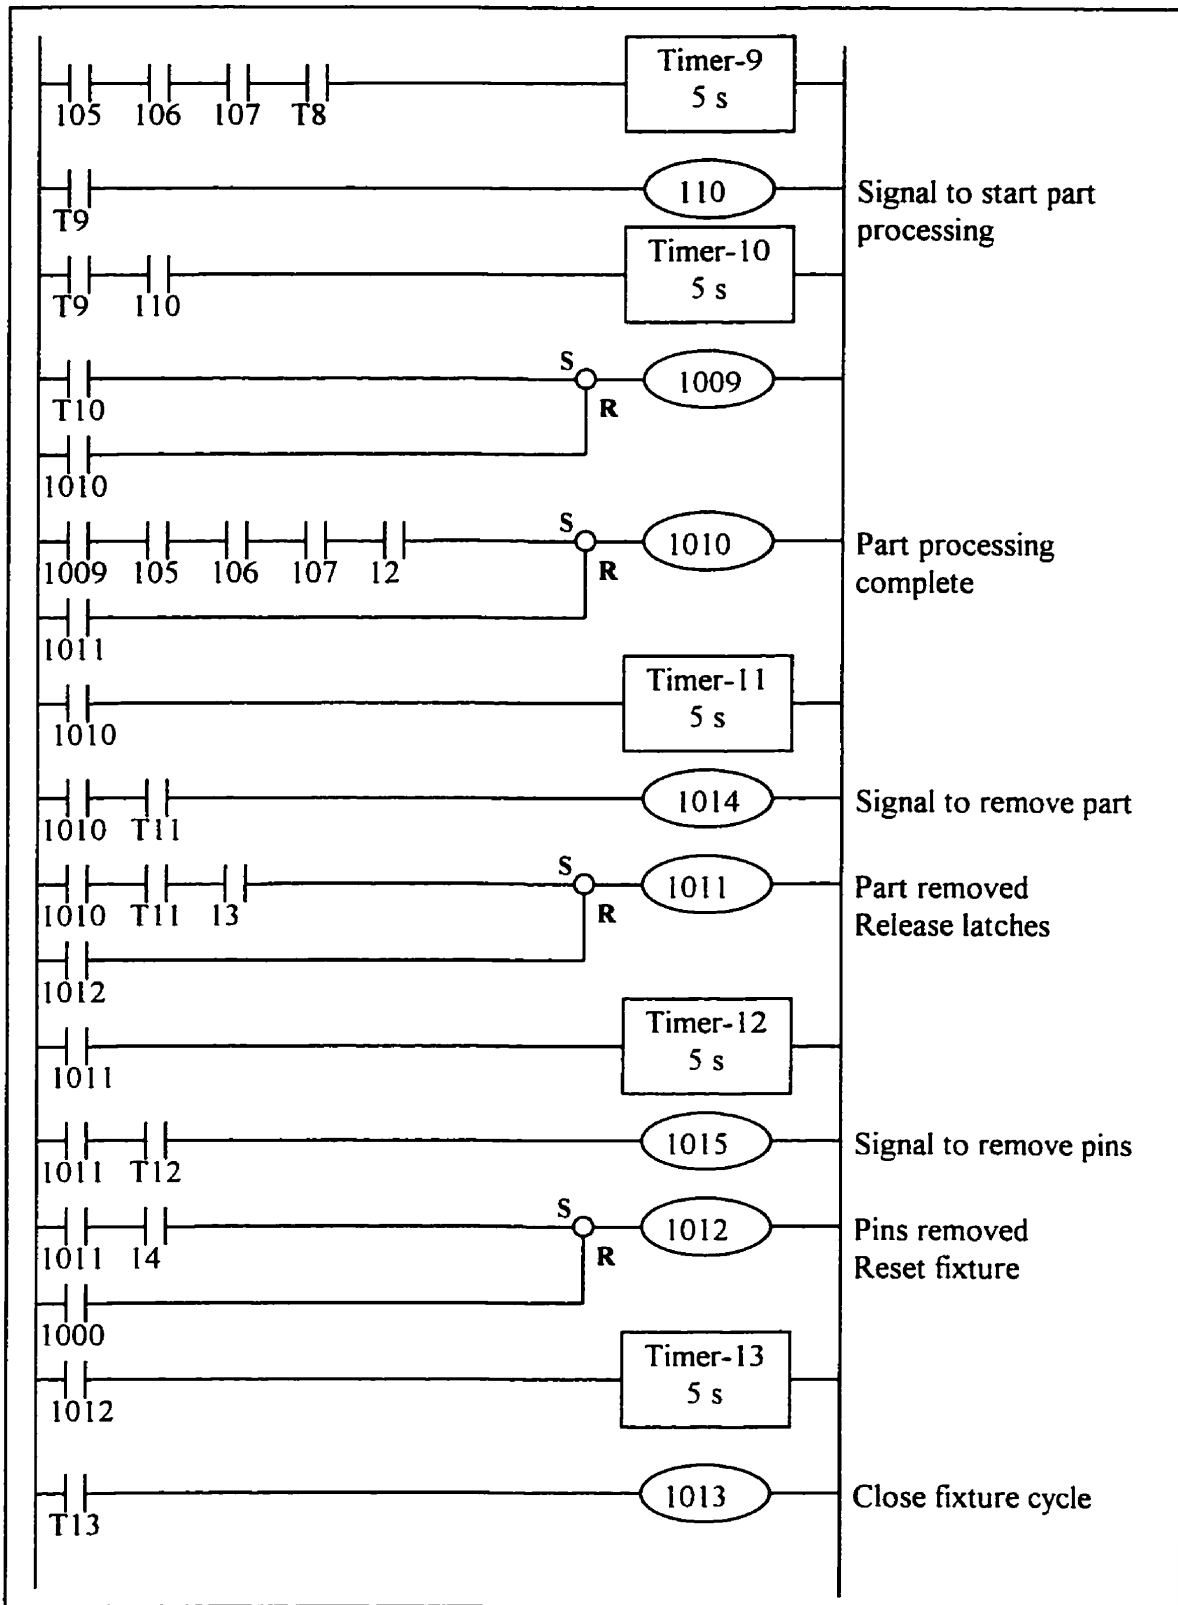 Timer-9
5 s
105 106 107 T8
110
Signal to start part
processing
T9
Timer-10
5 s
T9 110
S
1009
R
T10
1010
S
1010
R
Part processing
complete
1009 105 106 107 12
1011
Timer-11
5 s
1010
1014
Signal to remove part
1010 T11
S
1011
R
Part removed
Release latches
1010 T11 13
1012
Timer-12
5 s
1011
1015
Signal to remove pins
1011 T12
S
1012
R
Pins removed
Reset fixture
1011 14
1000
Timer-13
5 s
1012
1013
Close fixture cycle
T13